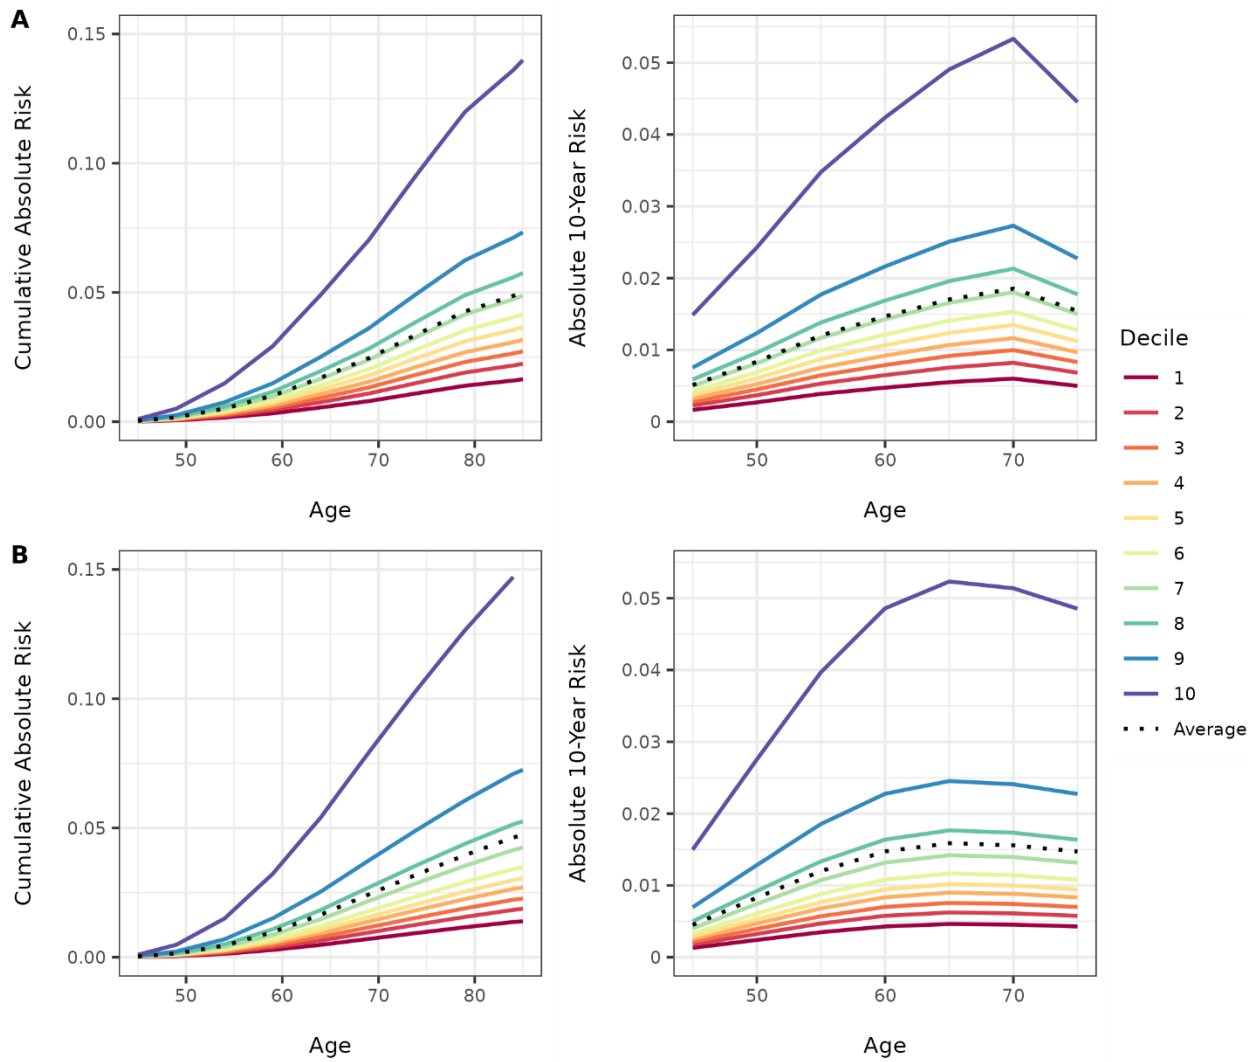 A
Cumulative Absolute Risk
0.15
0.10
0.05
0.00
50 60 70 80
Age
Absolute 10-Year Risk
0.05
0.04
0.03
0.02
0.01
0
50 60 70
Age
B
Cumulative Absolute Risk
0.15
0.10
0.05
0.00
50 60 70 80
Age
Absolute 10-Year Risk
0.05
0.04
0.03
0.02
0.01
0
50 60 70
Age
Decile
1
2
3
4
5
6
7
8
9
10
Average